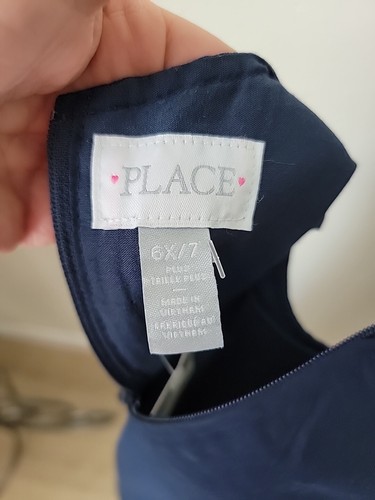 PLACE
6X/7
PLUS
TAILLE PLUS
MADE IN
VIETNAM
FABRIQUÉ AU
VIETNAM